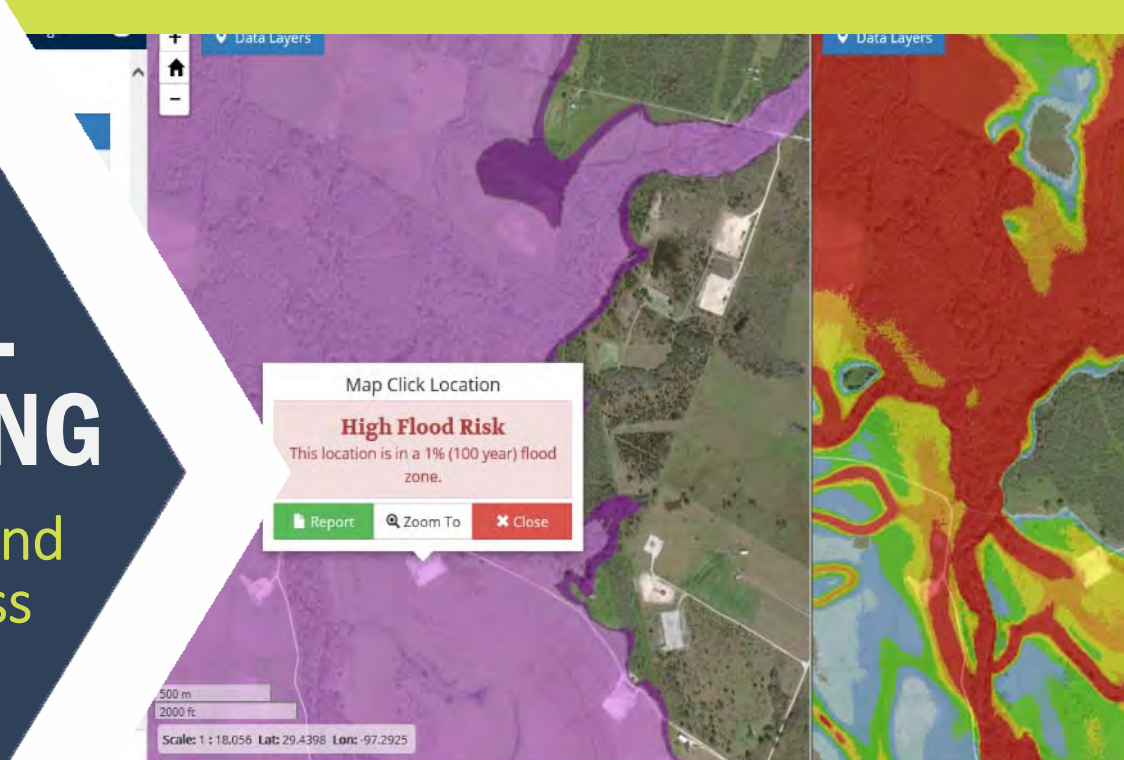 +
Data Layers
Data Layers
-
NG
nd
ss
Map Click Location
High Flood Risk
This location is in a 1% (100 year) flood
zone.
Report
Zoom To
Close
500 m
2000 ft
Scale: 1 : 18,056 Lat: 29.4398 Lon: -97.2925